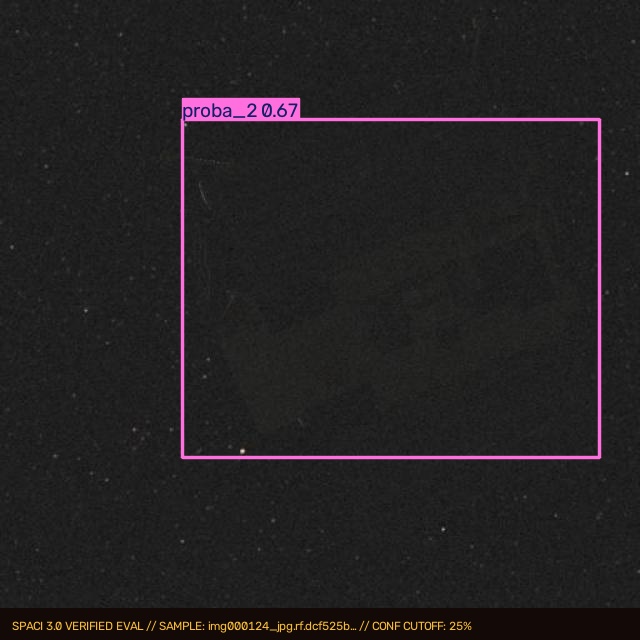 proba_2 0.67
SPACI 3.0 VERIFIED EVAL // SAMPLE: img000124_jpg.rf.dcf525b... // CONF CUTOFF: 25%